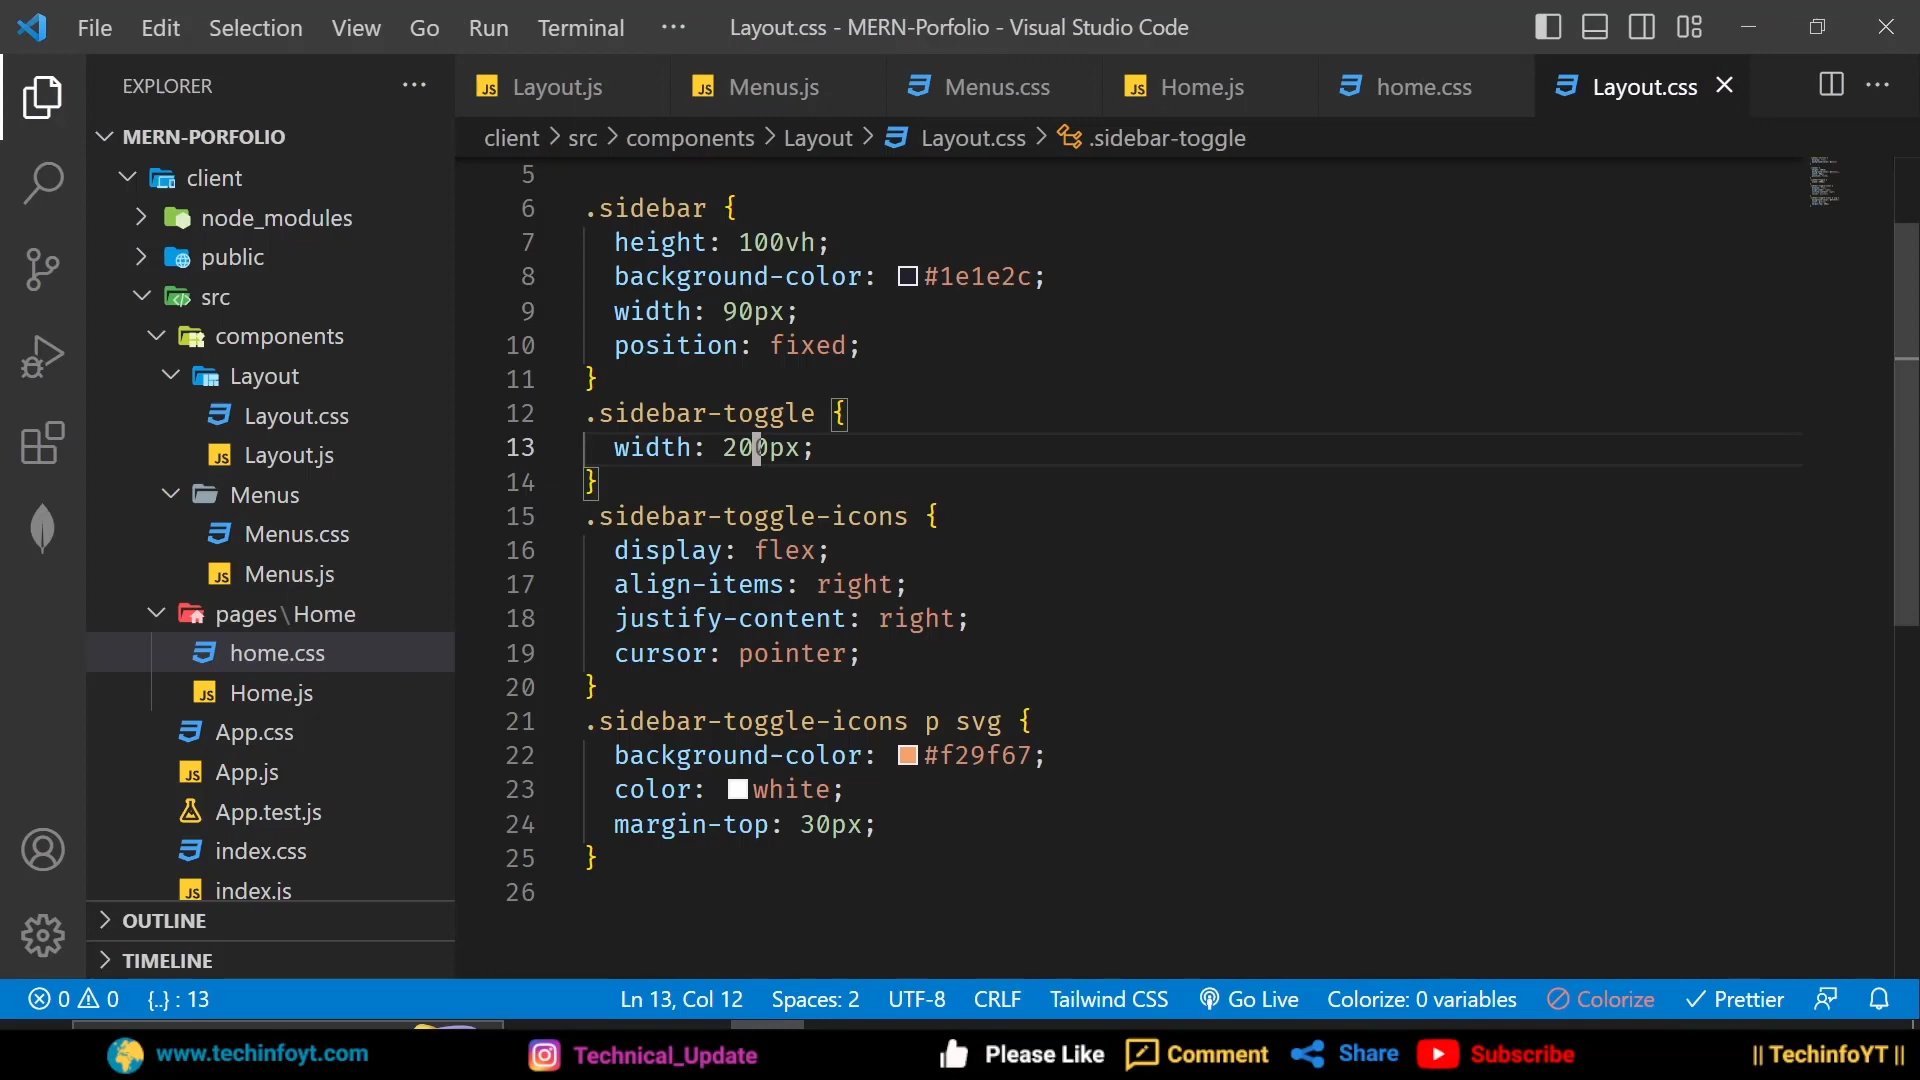 File Edit Selection View Go Run Terminal ··· Layout.css - MERN-Porfolio - Visual Studio Code
EXPLORER ···
MERN-PORFOLIO
client
node_modules
public
src
components
Layout
Layout.css
Layout.js
Menus
Menus.css
Menus.js
pages\Home
home.css
Home.js
App.css
App.js
App.test.js
index.css
index.js
OUTLINE
TIMELINE
Layout.js Menus.js Menus.css Home.js home.css Layout.css
client > src > components > Layout > Layout.css > .sidebar-toggle
5
6 .sidebar {
7 height: 100vh;
8 background-color: #1e1e2c;
9 width: 90px;
10 position: fixed;
11 }
12 .sidebar-toggle {
13 width: 200px;
14 }
15 .sidebar-toggle-icons {
16 display: flex;
17 align-items: right;
18 justify-content: right;
19 cursor: pointer;
20 }
21 .sidebar-toggle-icons p svg {
22 background-color: #f29f67;
23 color: white;
24 margin-top: 30px;
25 }
26
0 0 {..} : 13 Ln 13, Col 12 Spaces: 2 UTF-8 CRLF Tailwind CSS Go Live Colorize: 0 variables Colorize Prettier
www.techinfoyt.com Technical_Update Please Like Comment Share Subscribe || TechinfoYT ||